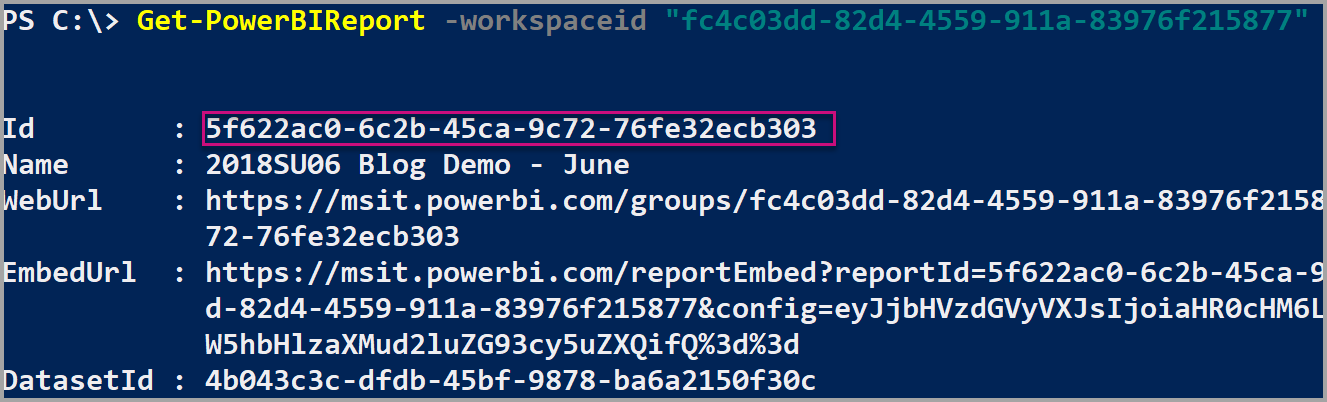 PS C:\> Get-PowerBIReport -workspaceid "fc4c03dd-82d4-4559-911a-83976f215877"
Id          : 5f622ac0-6c2b-45ca-9c72-76fe32ecb303
Name        : 2018SU06 Blog Demo - June
WebUrl      : https://msit.powerbi.com/groups/fc4c03dd-82d4-4559-911a-83976f2158
72-76fe32ecb303
EmbedUrl    : https://msit.powerbi.com/reportEmbed?reportId=5f622ac0-6c2b-45ca-9
d-82d4-4559-911a-83976f215877&config=eyJjbHVzdGVyVXJsIjoiaHR0cHM6L
W5hbHlzaXMud2luZG93cy5uZXQifQ%3d%3d
DatasetId : 4b043c3c-dfdb-45bf-9878-ba6a2150f30c